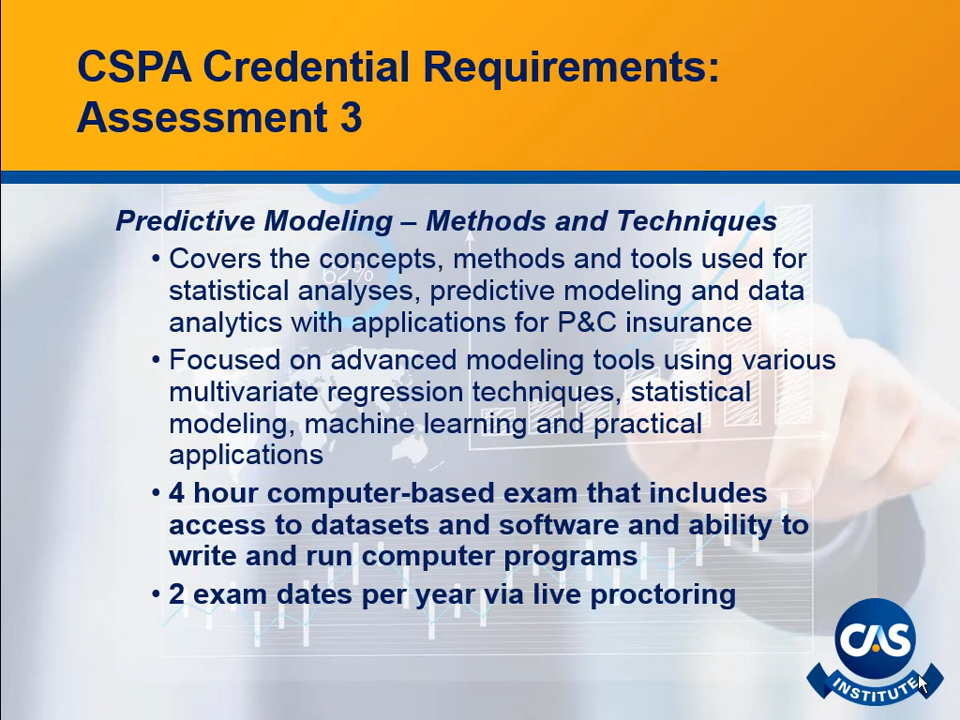 CSPA Credential Requirements:
Assessment 3
Predictive Modeling – Methods and Techniques
• Covers the concepts, methods and tools used for
statistical analyses, predictive modeling and data
analytics with applications for P&C insurance
• Focused on advanced modeling tools using various
multivariate regression techniques, statistical
modeling, machine learning and practical
applications
• 4 hour computer-based exam that includes
access to datasets and software and ability to
write and run computer programs
• 2 exam dates per year via live proctoring
62%
CAS
INSTITUTE